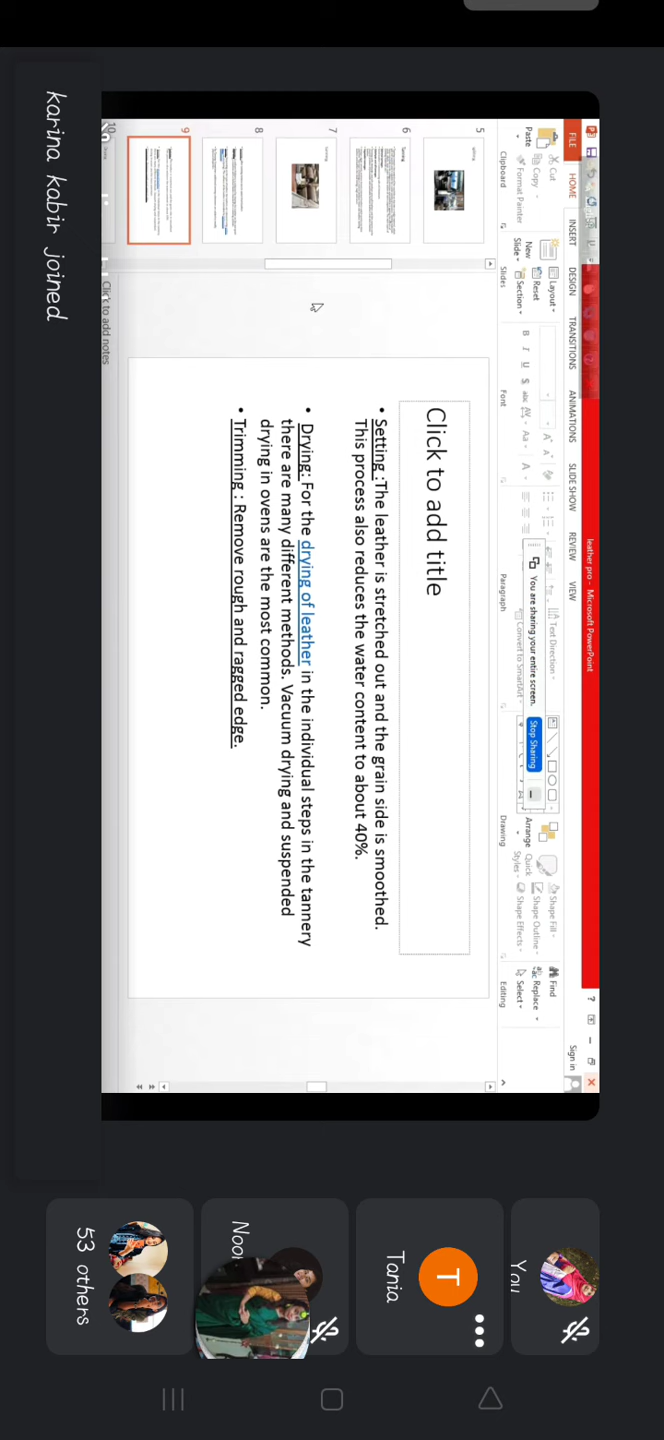 leather pro - Microsoft PowerPoint
Sign in
FILE
HOME
INSERT
DESIGN
TRANSITIONS
ANIMATIONS
SLIDE SHOW
REVIEW
VIEW
Paste
Cut
Copy
Format Painter
Clipboard
New
Slide
Layout
Reset
Section
Slides
Font
Text Direction
Convert to SmartArt
Paragraph
You are sharing your entire screen.
Stop Sharing
Arrange
Quick
Styles
Shape Fill
Shape Outline
Shape Effects
Drawing
Find
Replace
Select
Editing
5
6
7
8
9
10
Click to add title
• Setting :The leather is stretched out and the grain side is smoothed.
This process also reduces the water content to about 40%.
• Drying: For the drying of leather in the individual steps in the tannery
there are many different methods. Vacuum drying and suspended
drying in ovens are the most common.
• Trimming : Remove rough and ragged edge.
Click to add notes
karina kabir joined
You
T
Tania
53 others